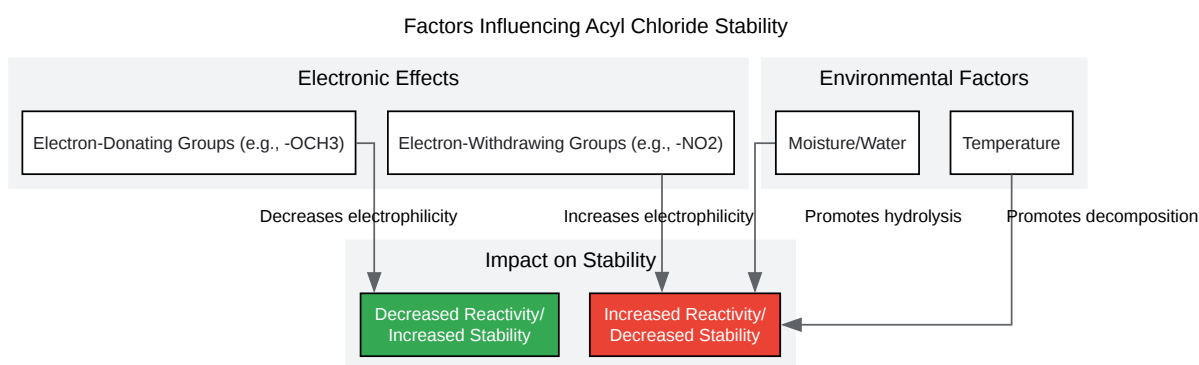 Factors Influencing Acyl Chloride Stability
Electronic Effects
Environmental Factors
Electron-Donating Groups (e.g., -OCH3)
Electron-Withdrawing Groups (e.g., -NO2)
Moisture/Water
Temperature
Decreases electrophilicity
Increases electrophilicity
Promotes hydrolysis
Promotes decomposition
Impact on Stability
Decreased Reactivity/
Increased Stability
Increased Reactivity/
Decreased Stability